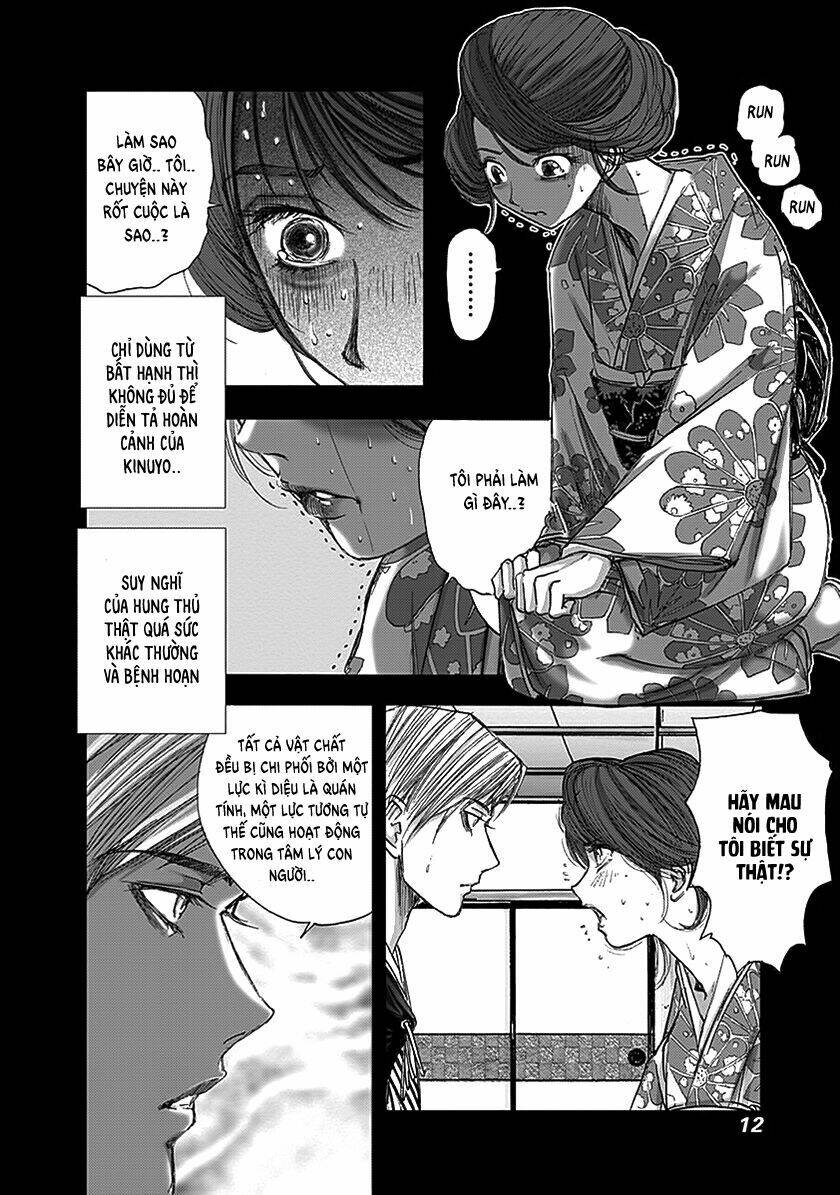 RUN
RUN
RUN
........
LÀM SAO
BÂY GIỜ.. TÔI..
CHUYỆN NÀY
RỐT CUỘC LÀ
SAO..?
CHỈ DÙNG TỪ
BẤT HẠNH THÌ
KHÔNG ĐỦ ĐỂ
DIỄN TẢ HOÀN
CẢNH CỦA
KINUYO..
TÔI PHẢI LÀM
GÌ ĐÂY..?
SUY NGHĨ
CỦA HUNG THỦ
THẬT QUÁ SỨC
KHÁC THƯỜNG
VÀ BỆNH HOẠN
HÃY MAU
NÓI CHO
TÔI BIẾT SỰ
THẬT!?
TẤT CẢ VẬT CHẤT
ĐỀU BỊ CHI PHỐI BỞI MỘT
LỰC KÌ DIỆU LÀ QUÁN
TÍNH, MỘT LỰC TƯƠNG TỰ
THẾ CŨNG HOẠT ĐỘNG
TRONG TÂM LÝ CON
NGƯỜI..
12